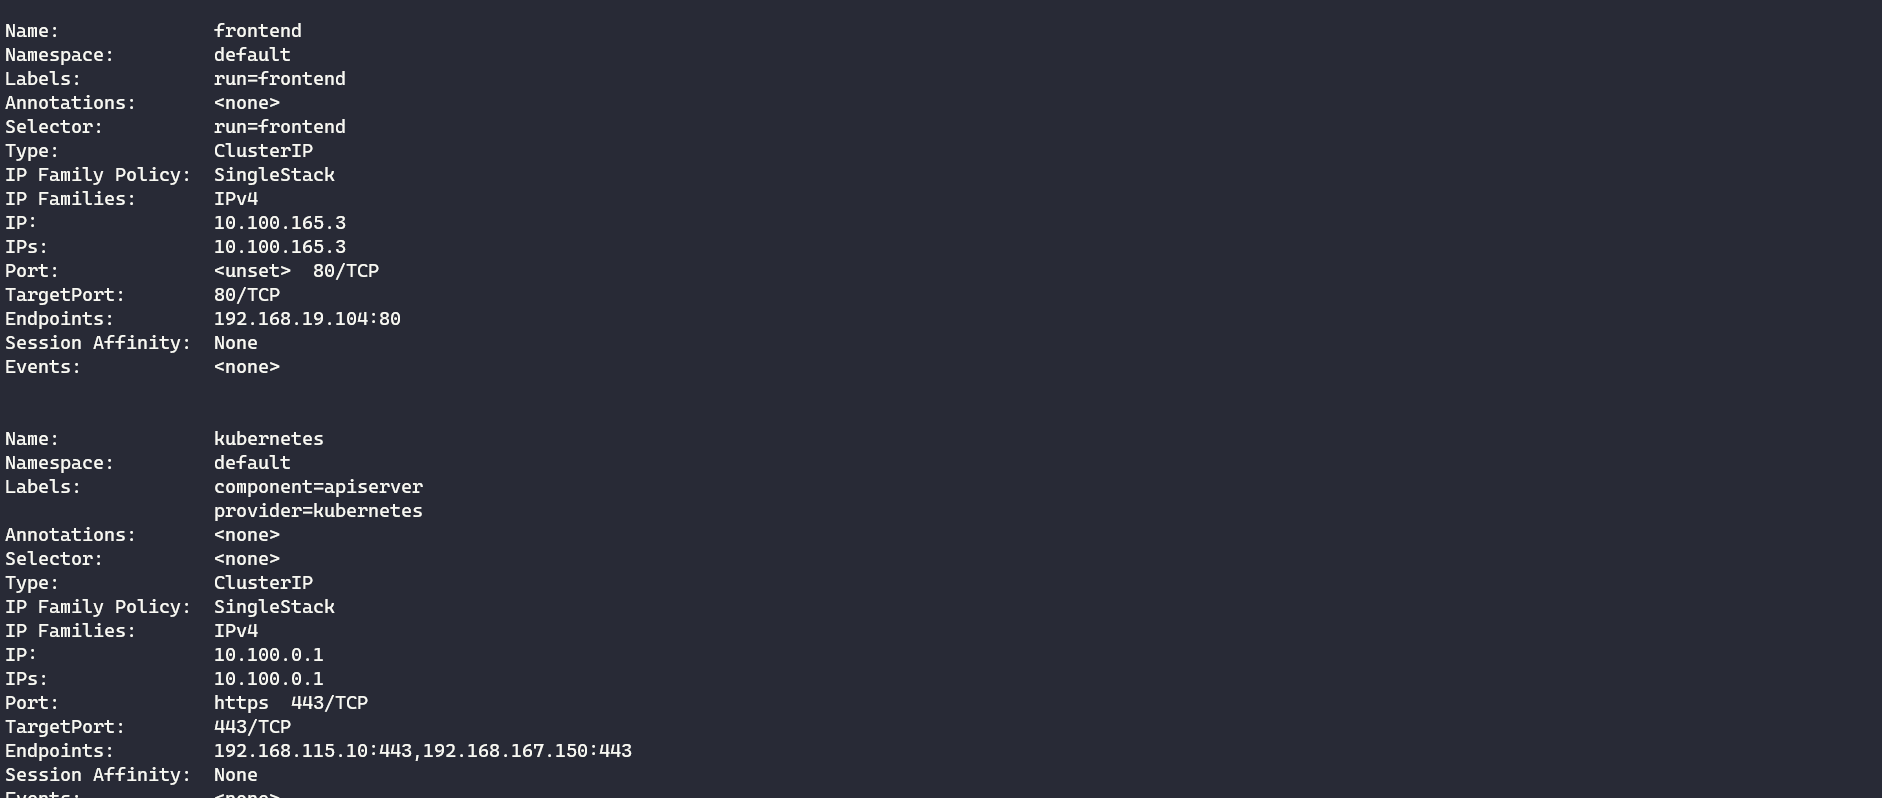 Name:              frontend
Namespace:         default
Labels:            run=frontend
Annotations:       <none>
Selector:          run=frontend
Type:              ClusterIP
IP Family Policy:  SingleStack
IP Families:       IPv4
IP:                10.100.165.3
IPs:               10.100.165.3
Port:              <unset>  80/TCP
TargetPort:        80/TCP
Endpoints:         192.168.19.104:80
Session Affinity:  None
Events:            <none>
Name:              kubernetes
Namespace:         default
Labels:            component=apiserver
                   provider=kubernetes
Annotations:       <none>
Selector:          <none>
Type:              ClusterIP
IP Family Policy:  SingleStack
IP Families:       IPv4
IP:                10.100.0.1
IPs:               10.100.0.1
Port:              https  443/TCP
TargetPort:        443/TCP
Endpoints:         192.168.115.10:443,192.168.167.150:443
Session Affinity:  None
Events:            <none>